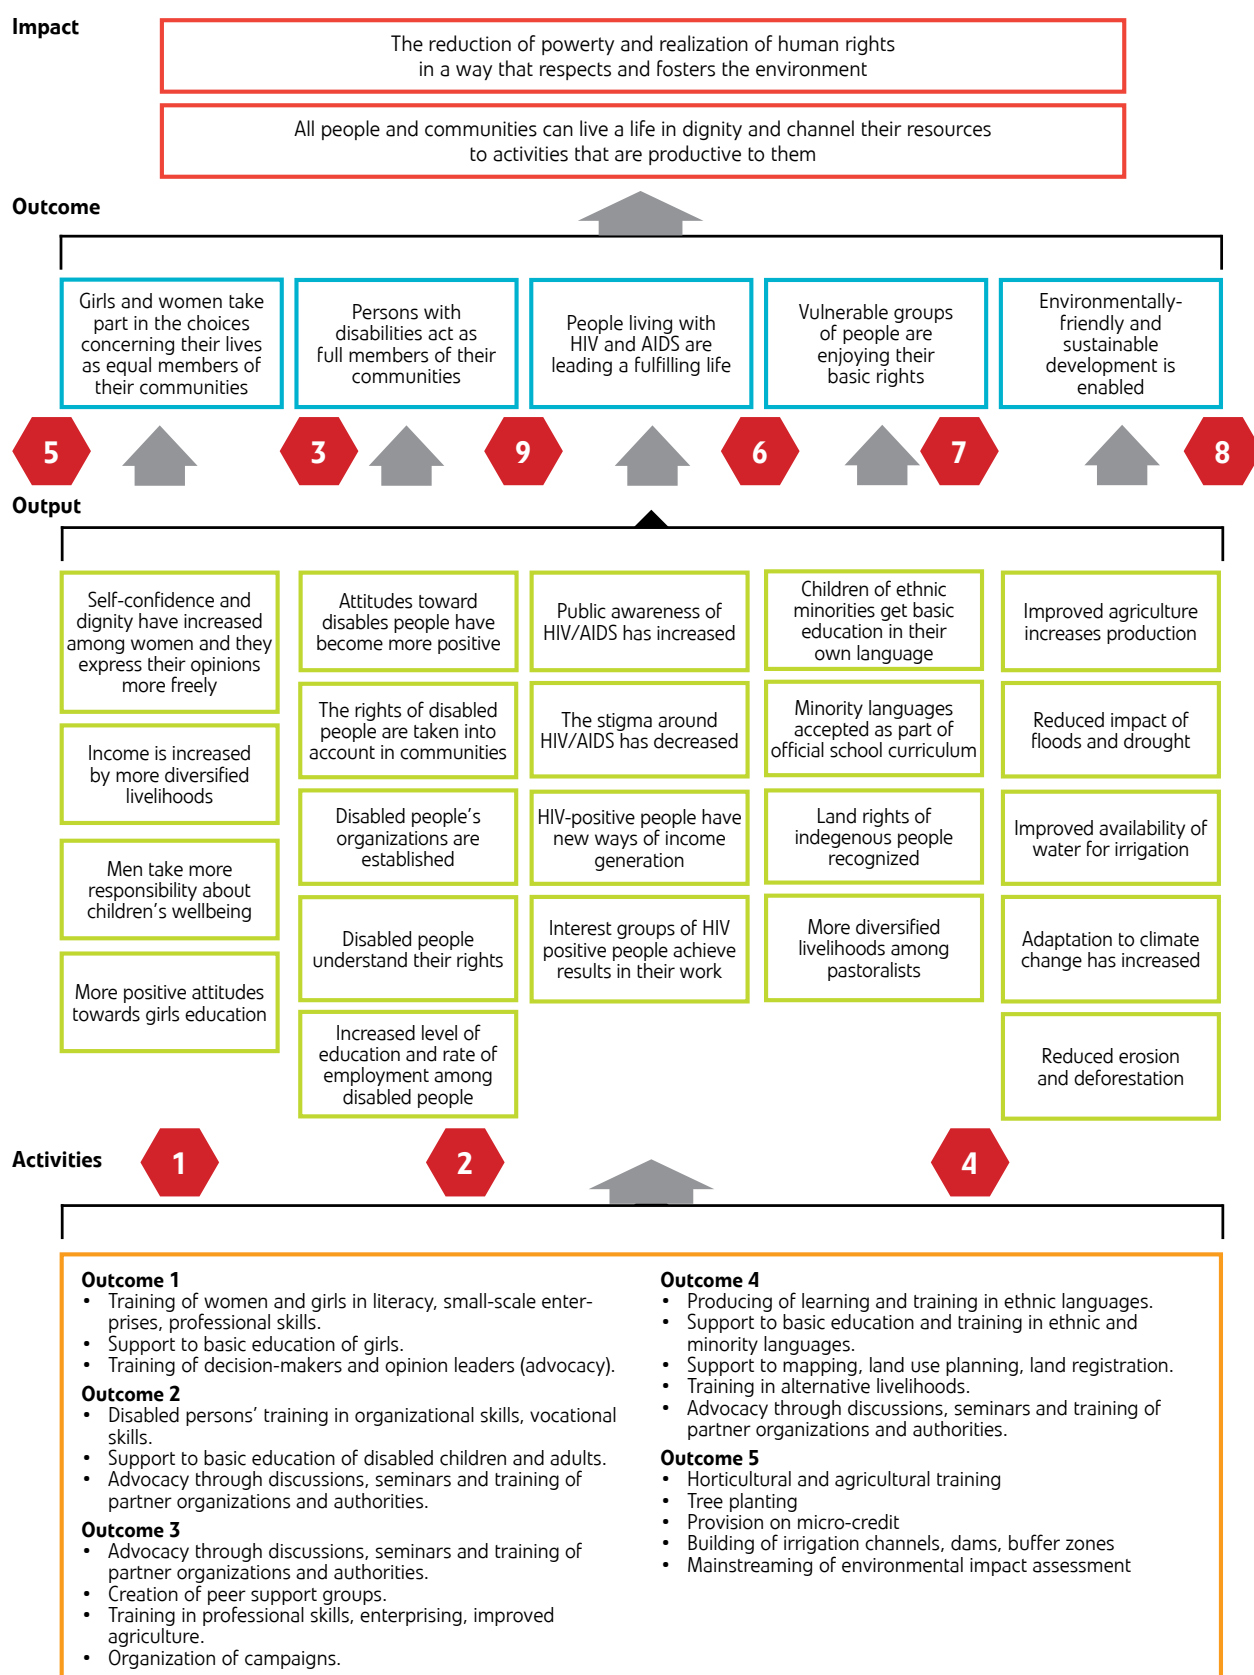 Impact
The reduction of powerty and realization of human rights
in a way that respects and fosters the environment
All people and communities can live a life in dignity and channel their resources
to activities that are productive to them
Outcome
Girls and women take
part in the choices
concerning their lives
as equal members of
their communities
Persons with
disabilities act as
full members of their
communities
People living with
HIV and AIDS are
leading a fulfilling life
Vulnerable groups
of people are
enjoying their
basic rights
Environmentally-
friendly and
sustainable
development is
enabled
5
3
9
6
7
8
Output
Self-confidence and
dignity have increased
among women and they
express their opinions
more freely
Income is increased
by more diversified
livelihoods
Men take more
responsibility about
children's wellbeing
More positive attitudes
towards girls education
Attitudes toward
disables people have
become more positive
The rights of disabled
people are taken into
account in communities
Disabled people's
organizations are
established
Disabled people
understand their rights
Increased level of
education and rate of
employment among
disabled people
Public awareness of
HIV/AIDS has increased
The stigma around
HIV/AIDS has decreased
HIV-positive people have
new ways of income
generation
Interest groups of HIV
positive people achieve
results in their work
Children of ethnic
minorities get basic
education in their
own language
Minority languages
accepted as part of
official school curriculum
Land rights of
indegenous people
recognized
More diversified
livelihoods among
pastoralists
Improved agriculture
increases production
Reduced impact of
floods and drought
Improved availability of
water for irrigation
Adaptation to climate
change has increased
Reduced erosion
and deforestation
Activities
1
2
4
Outcome 1
• Training of women and girls in literacy, small-scale enter-
prises, professional skills.
• Support to basic education of girls.
• Training of decision-makers and opinion leaders (advocacy).
Outcome 2
• Disabled persons' training in organizational skills, vocational
skills.
• Support to basic education of disabled children and adults.
• Advocacy through discussions, seminars and training of
partner organizations and authorities.
Outcome 3
• Advocacy through discussions, seminars and training of
partner organizations and authorities.
• Creation of peer support groups.
• Training in professional skills, enterprising, improved
agriculture.
• Organization of campaigns.
Outcome 4
• Producing of learning and training in ethnic languages.
• Support to basic education and training in ethnic and
minority languages.
• Support to mapping, land use planning, land registration.
• Training in alternative livelihoods.
• Advocacy through discussions, seminars and training of
partner organizations and authorities.
Outcome 5
• Horticultural and agricultural training
• Tree planting
• Provision on micro-credit
• Building of irrigation channels, dams, buffer zones
• Mainstreaming of environmental impact assessment